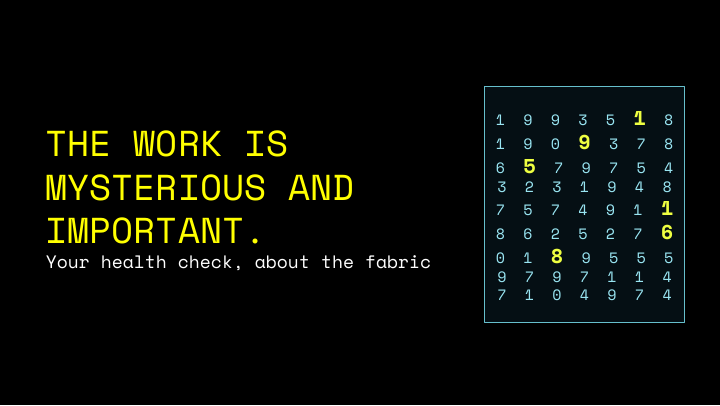 THE WORK IS
MYSTERIOUS AND
IMPORTANT.
Your health check, about the fabric
1 9 9 3 5 1 8
1 9 0 9 3 7 8
6 5 7 9 7 5 4
3 2 3 1 9 4 8
7 5 7 4 9 1 1
8 6 2 5 2 7 6
0 1 8 9 5 5 5
9 7 9 7 1 1 4
7 1 0 4 9 7 4